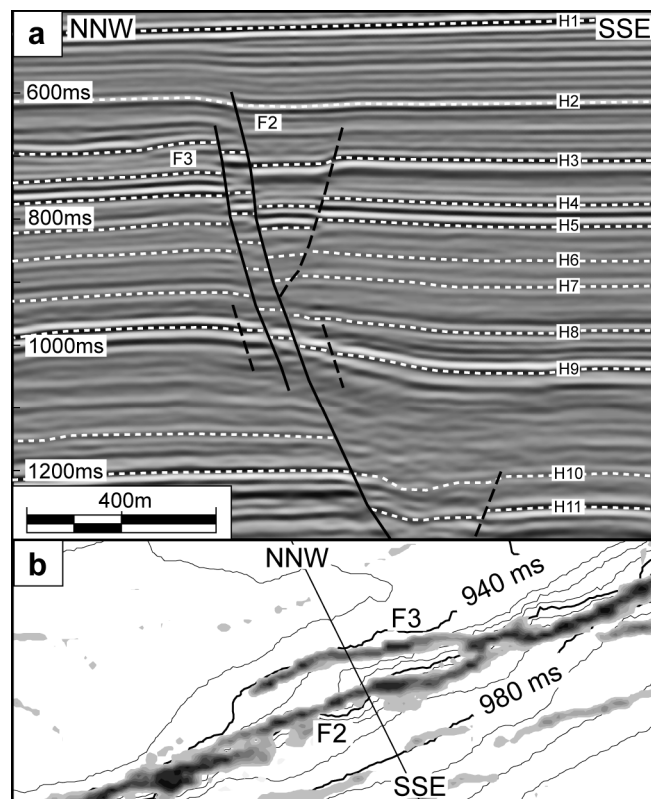 a
NNW
SSE
H1
600ms
H2
F2
F3
H3
H4
800ms
H5
H6
H7
H8
1000ms
H9
1200ms
H10
400m
H11
b
NNW
940 ms
F3
980 ms
F2
SSE